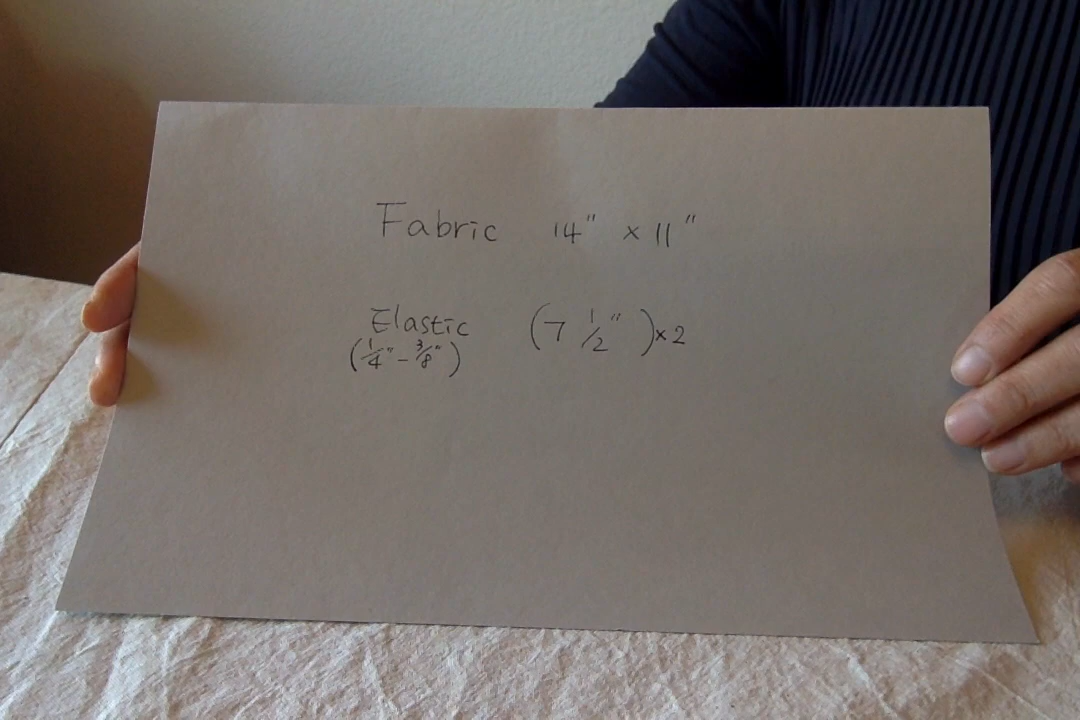 Fabric 14" × 11"
Elastic (7 1/2")×2
(1/4" - 3/8")